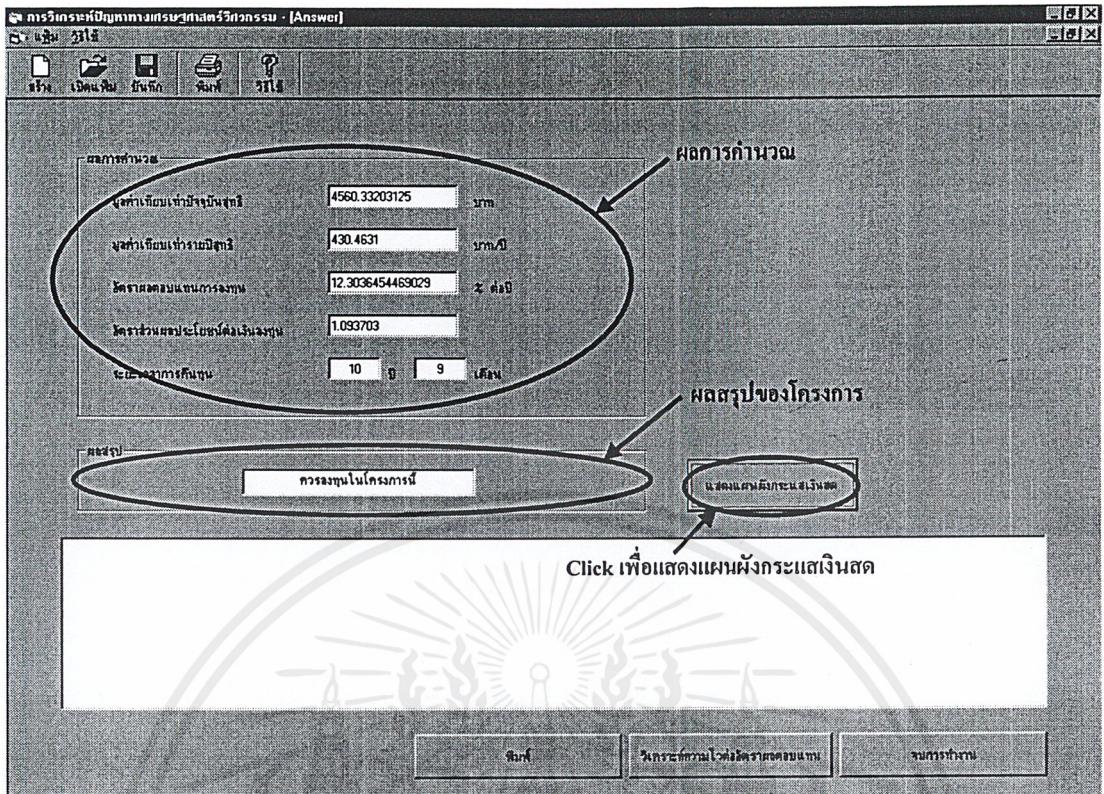 การวิเคราะห์ปัญหาทางเศรษฐศาสตร์วิศวกรรม - [Answer]
แฟ้ม วิธีใช้
สร้าง เปิดแฟ้ม บันทึก พิมพ์ วิธีใช้
ผลการคำนวณ
ผลการคำนวณ
มูลค่าเทียบเท่าปัจจุบันสุทธิ 4560.33203125 บาท
มูลค่าเทียบเท่ารายปีสุทธิ 430.4631 บาท/ปี
อัตราผลตอบแทนการลงทุน 12.3036454469029 % ต่อปี
อัตราส่วนผลประโยชน์ต่อเงินลงทุน 1.093703
ระยะเวลาการคืนทุน 10 ปี 9 เดือน
ผลสรุปของโครงการ
ผลสรุป
ควรลงทุนในโครงการนี้
แสดงแผนผังกระแสเงินสด
Click เพื่อแสดงแผนผังกระแสเงินสด
พิมพ์ วิเคราะห์ความไวต่ออัตราผลตอบแทน จบการทำงาน